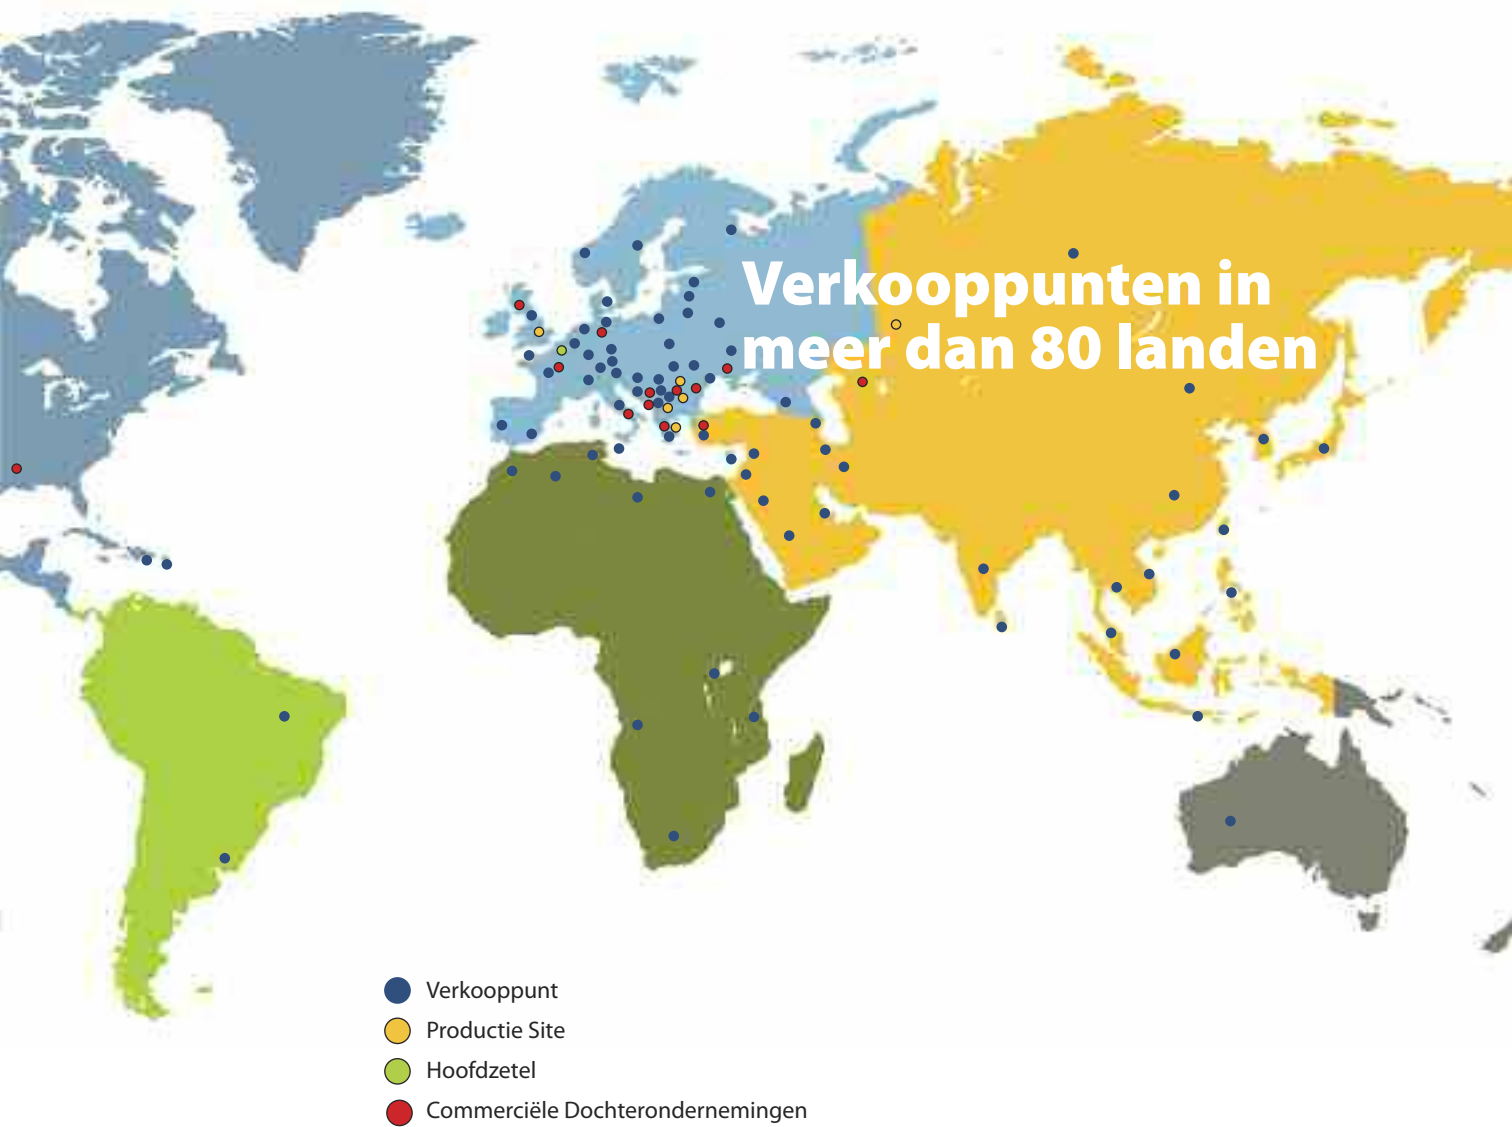 Verkooppunten in
meer dan 80 landen
Verkooppunt
Productie Site
Hoofdzetel
Commerciële Dochterondernemingen